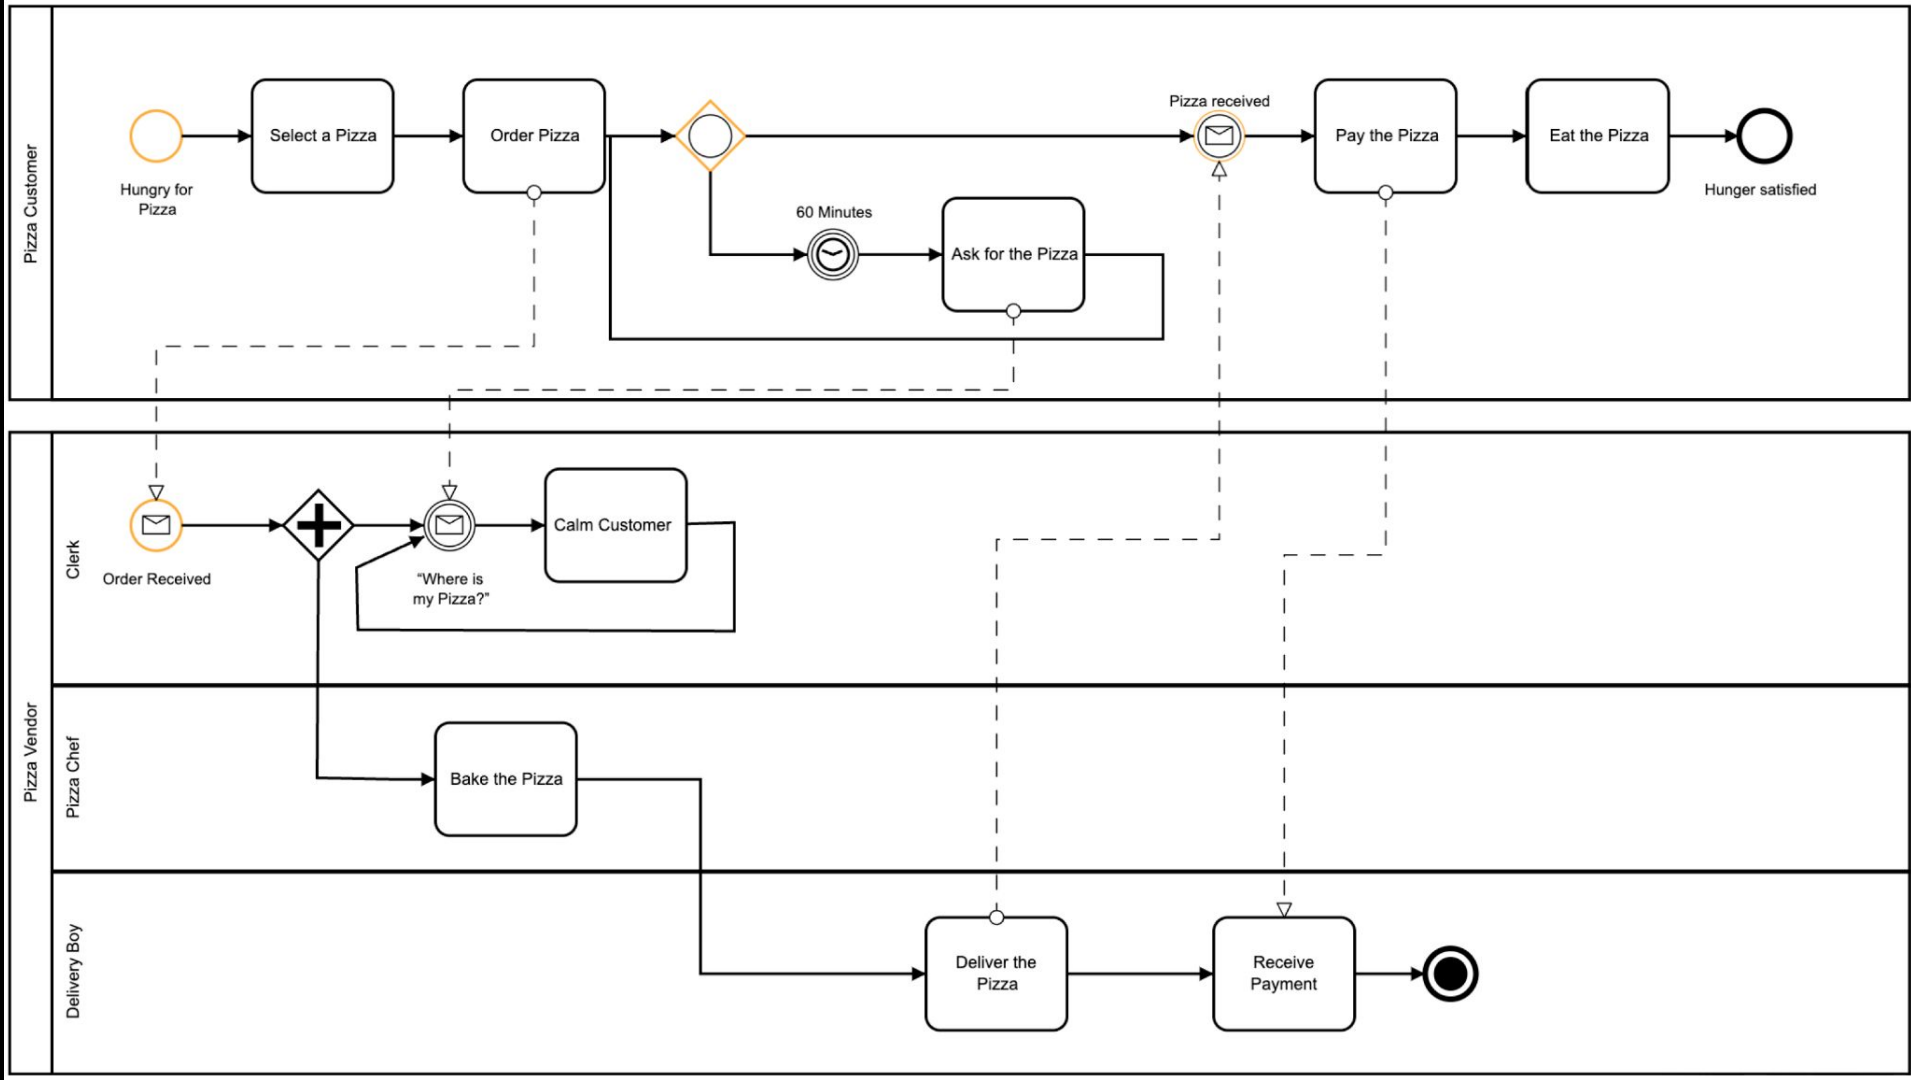 Pizza Customer
Hungry for
Pizza
Select a Pizza
Order Pizza
60 Minutes
Ask for the Pizza
Pizza received
Pay the Pizza
Eat the Pizza
Hunger satisfied
Pizza Vendor
Clerk
Order Received
“Where is
my Pizza?”
Calm Customer
Pizza Chef
Bake the Pizza
Delivery Boy
Deliver the
Pizza
Receive
Payment